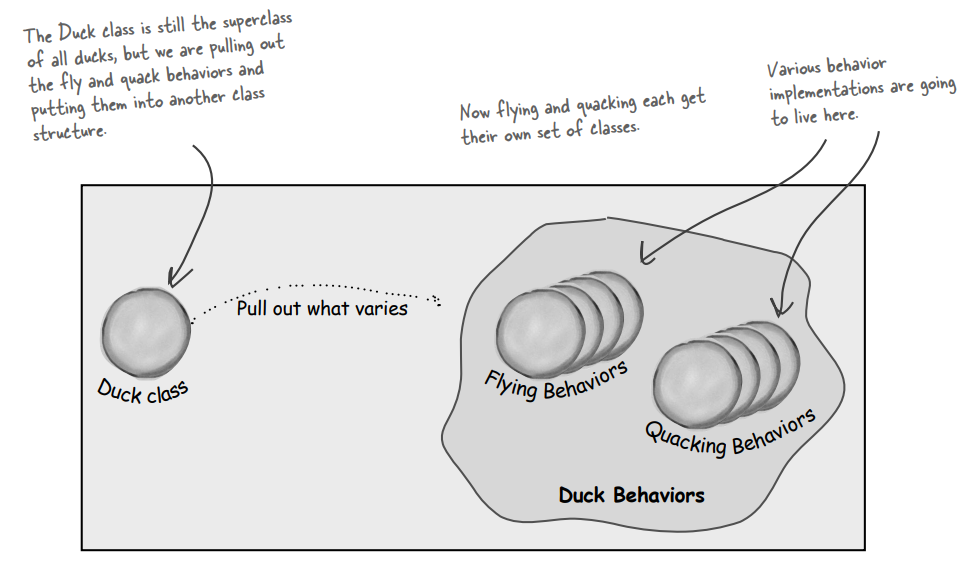 The Duck class is still the superclass
of all ducks, but we are pulling out
the fly and quack behaviors and
putting them into another class
structure.
Now flying and quacking each get
their own set of classes.
Various behavior
implementations are going
to live here.
Pull out what varies
Duck class
Flying Behaviors
Quacking Behaviors
Duck Behaviors